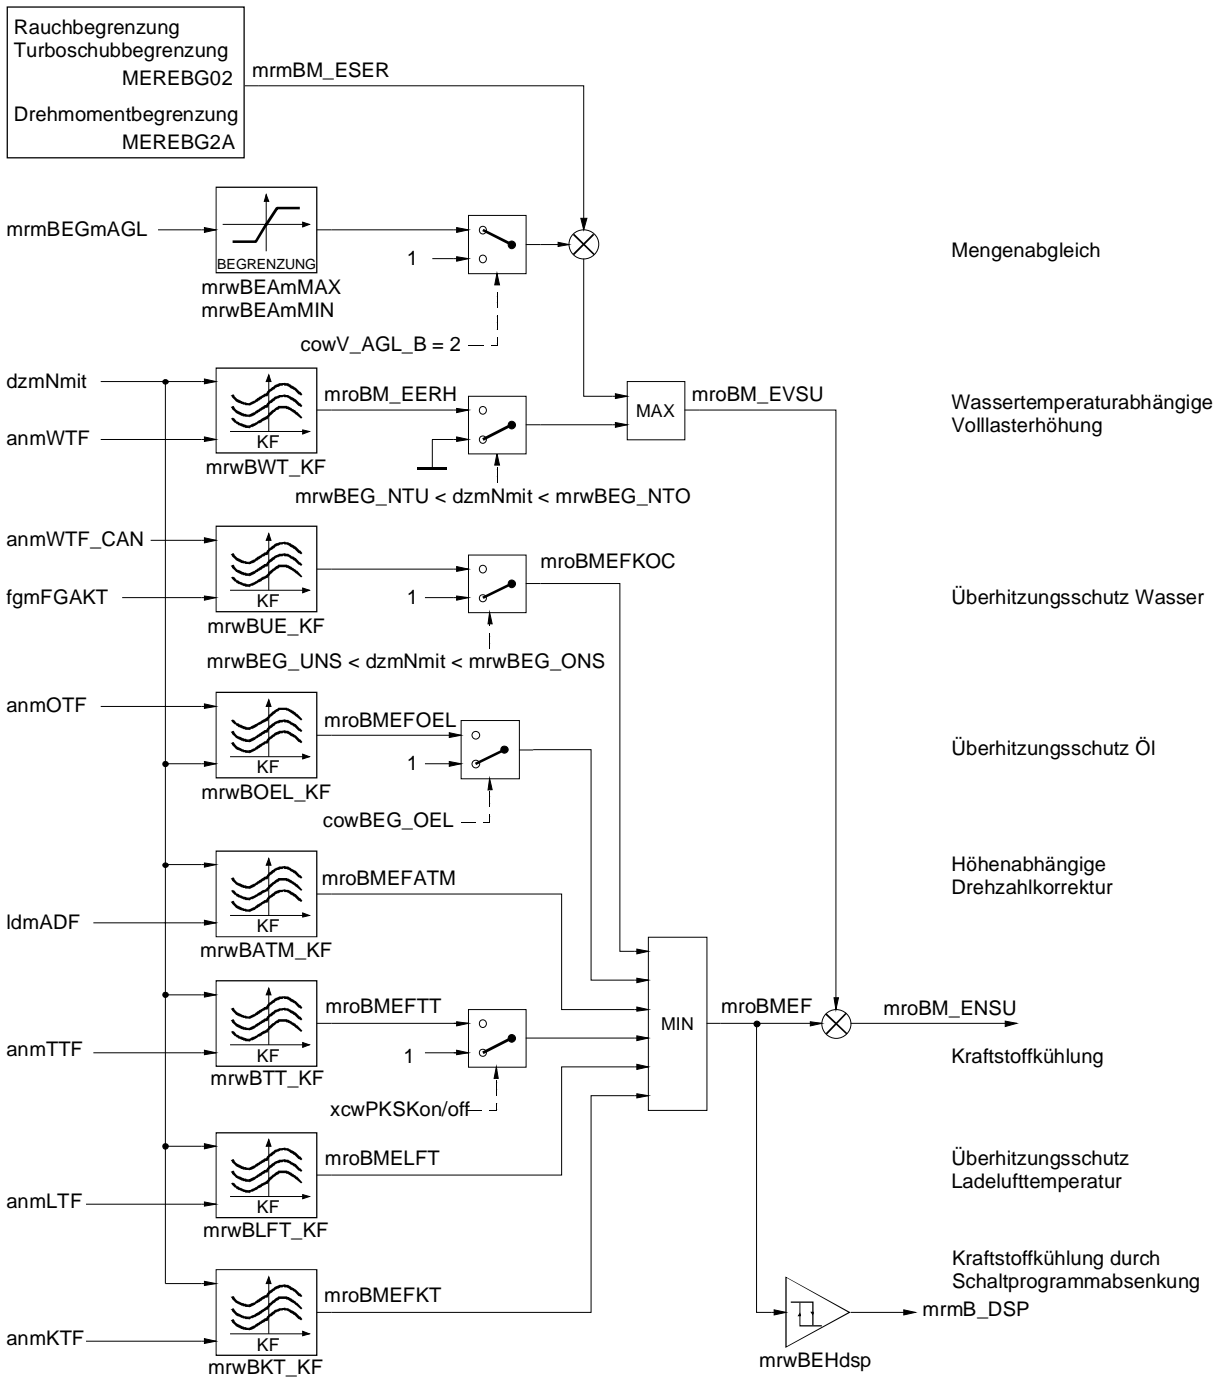 Rauchbegrenzung
Turboschubbegrenzung
MEREBG02
Drehmomentbegrenzung
MEREBG2A
mrmBM_ESER
mrmBEGmAGL
BEGRENZUNG
mrwBEAmMAX
mrwBEAmMIN
1
cowV_AGL_B = 2
Mengenabgleich
dzmNmit
anmWTF
KF
mrwBWT_KF
mroBM_EERH
mrwBEG_NTU < dzmNmit < mrwBEG_NTO
MAX
mroBM_EVSU
Wassertemperaturabhängige
Volllasterhöhung
anmWTF_CAN
fgmFGAKT
KF
mrwBUE_KF
1
mroBMEFKOC
mrwBEG_UNS < dzmNmit < mrwBEG_ONS
Überhitzungsschutz Wasser
anmOTF
KF
mrwBOEL_KF
mroBMEFOEL
1
cowBEG_OEL
Überhitzungsschutz Öl
ldmADF
KF
mrwBATM_KF
mroBMEFATM
Höhenabhängige
Drehzahlkorrektur
anmTTF
KF
mrwBTT_KF
mroBMEFTT
1
xcwPKSKon/off
MIN
mroBMEF
mroBM_ENSU
Kraftstoffkühlung
anmLTF
KF
mrwBLFT_KF
mroBMELFT
Überhitzungsschutz
Ladelufttemperatur
anmKTF
KF
mrwBKT_KF
mroBMEFKT
Kraftstoffkühlung durch
Schaltprogrammabsenkung
mrmB_DSP
mrwBEHdsp